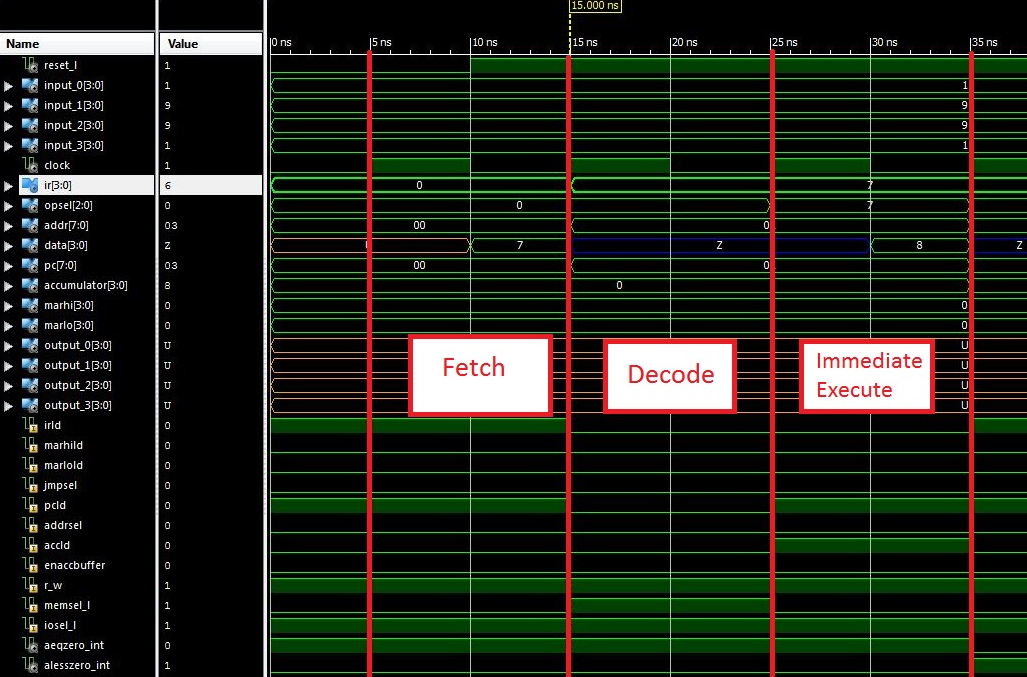 15.000 ns
Name Value 0 ns 5 ns 10 ns 15 ns 20 ns 25 ns 30 ns 35 ns
reset_l 1
input_0[3:0] 1 1
input_1[3:0] 9 9
input_2[3:0] 9 9
input_3[3:0] 1 1
clock 1
ir[3:0] 6 0 7
opsel[2:0] 0 0 7
addr[7:0] 03 00 0
data[3:0] Z U 7 Z 8 Z
pc[7:0] 03 00 0
accumulator[3:0] 8 0
marhi[3:0] 0 0
marlo[3:0] 0 0
output_0[3:0] U U
output_1[3:0] U U
output_2[3:0] U U
output_3[3:0] U U
Fetch
Decode
Immediate
Execute
irld 0
marhild 0
marlold 0
jmpsel 0
pcld 0
addrsel 0
accld 0
enaccbuffer 0
r_w 1
memsel_l 1
iosel_l 1
aeqzero_int 0
alesszero_int 1